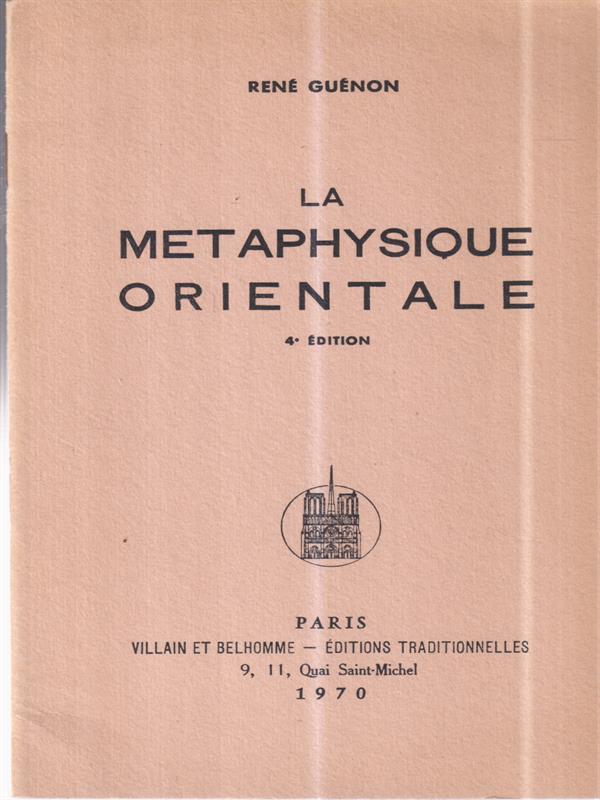 RENÉ GUÉNON
LA
METAPHYSIQUE
ORIENTALE
4e ÉDITION
PARIS
VILLAIN ET BELHOMME — ÉDITIONS TRADITIONNELLES
9, 11, Quai Saint-Michel
1970